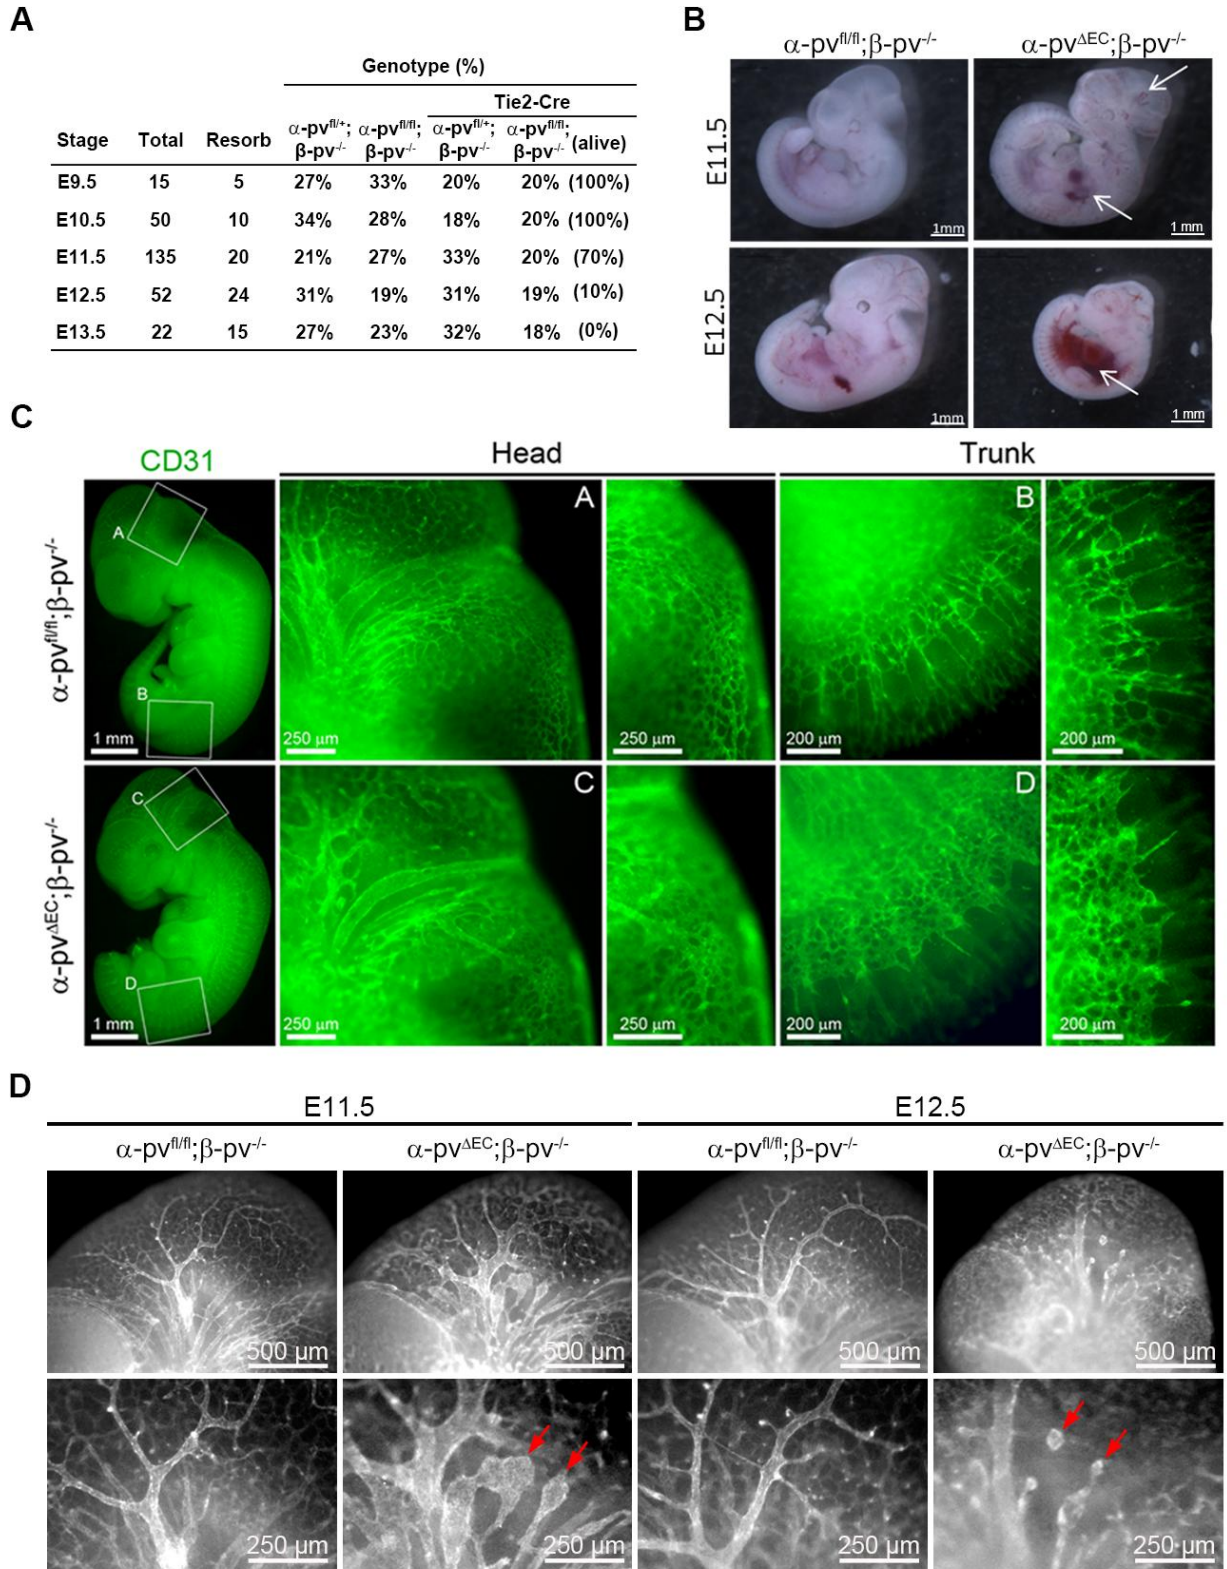 A
Genotype (%)
Tie2-Cre
Stage Total Resorb α-pvfl/+; β-pv-/- α-pvfl/fl; β-pv-/- α-pvfl/+; β-pv-/- α-pvfl/fl; β-pv-/- (alive)
E9.5 15 5 27% 33% 20% 20% (100%)
E10.5 50 10 34% 28% 18% 20% (100%)
E11.5 135 20 21% 27% 33% 20% (70%)
E12.5 52 24 31% 19% 31% 19% (10%)
E13.5 22 15 27% 23% 32% 18% (0%)
B
α-pvfl/fl;β-pv-/- α-pvΔEC;β-pv-/-
E11.5
1mm
1 mm
E12.5
1mm
1 mm
C
CD31 Head Trunk
α-pvfl/fl;β-pv-/-
A
B
1 mm
A
250 μm
250 μm
B
200 μm
200 μm
α-pvΔEC;β-pv-/-
C
D
1 mm
C
250 μm
250 μm
D
200 μm
200 μm
D
E11.5 E12.5
α-pvfl/fl;β-pv-/- α-pvΔEC;β-pv-/- α-pvfl/fl;β-pv-/- α-pvΔEC;β-pv-/-
500 μm 500 μm 500 μm 500 μm
250 μm 250 μm 250 μm 250 μm